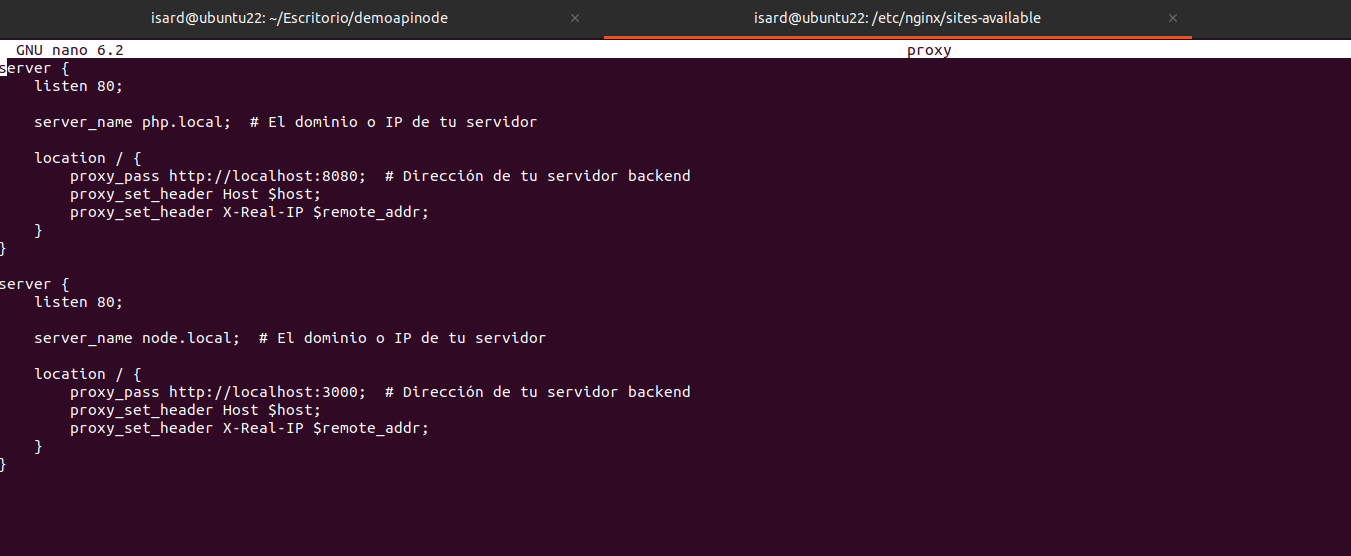 isard@ubuntu22: ~/Escritorio/demoapinode × isard@ubuntu22: /etc/nginx/sites-available ×
GNU nano 6.2 proxy
server {
    listen 80;
    server_name php.local;  # El dominio o IP de tu servidor
    location / {
        proxy_pass http://localhost:8080;  # Dirección de tu servidor backend
        proxy_set_header Host $host;
        proxy_set_header X-Real-IP $remote_addr;
    }
}
server {
    listen 80;
    server_name node.local;  # El dominio o IP de tu servidor
    location / {
        proxy_pass http://localhost:3000;  # Dirección de tu servidor backend
        proxy_set_header Host $host;
        proxy_set_header X-Real-IP $remote_addr;
    }
}